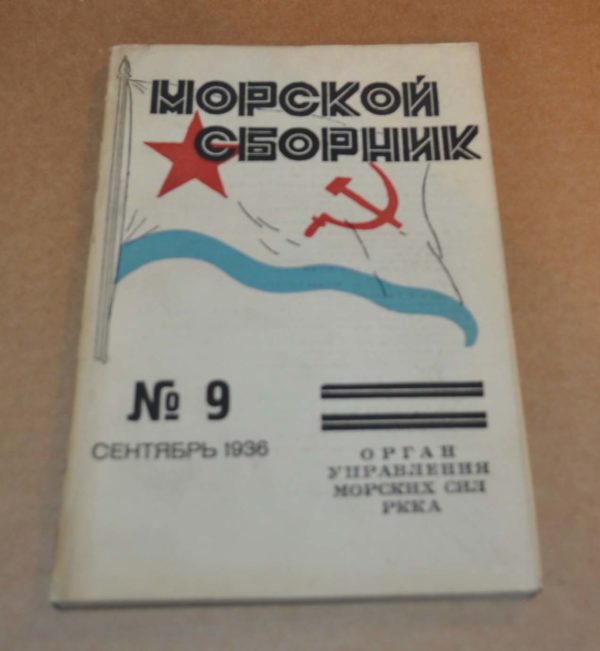 МОРСКОЙ
СБОРНИК
№ 9
СЕНТЯБРЬ 1936
ОРГАН
УПРАВЛЕНИЯ
МОРСКИХ СИЛ
РККА